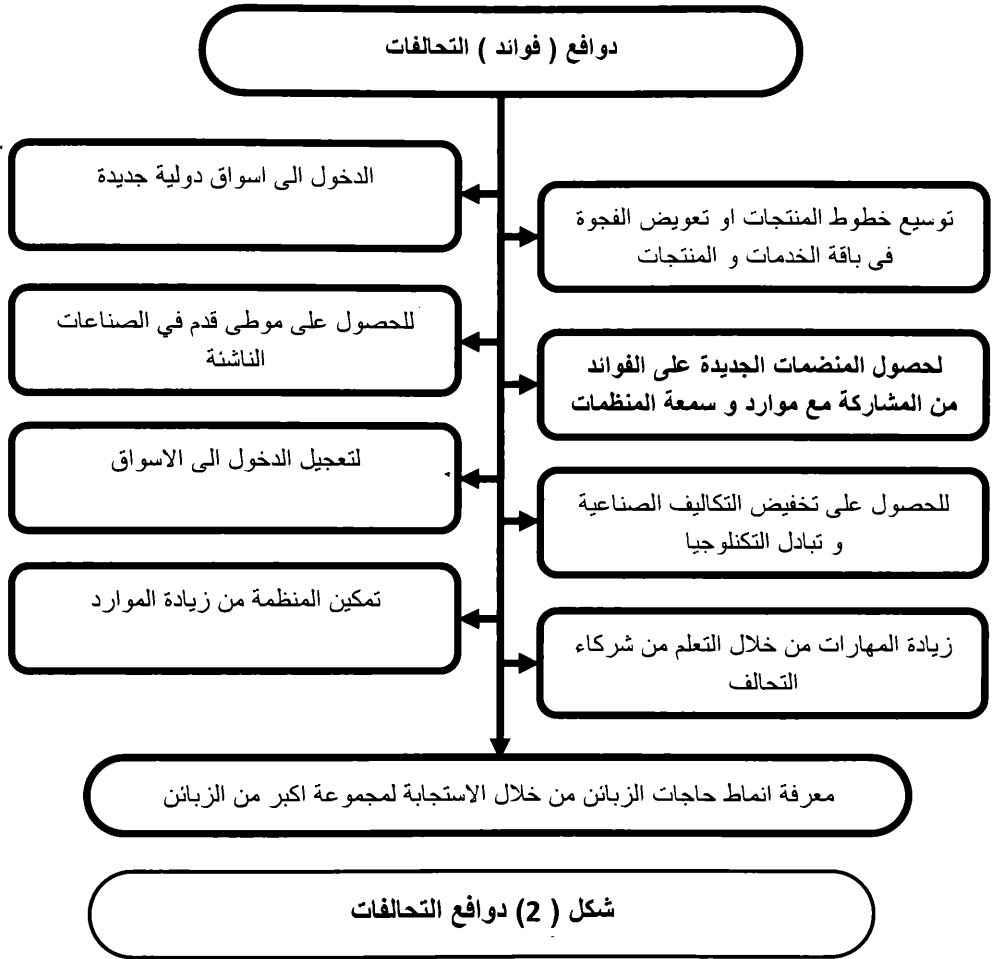 دوافع ( فوائد ) التحالفات
الدخول الى اسواق دولية جديدة
توسيع خطوط المنتجات او تعويض الفجوة
في باقة الخدمات و المنتجات
للحصول على موطى قدم في الصناعات
الناشئة
لحصول المنضمات الجديدة على الفوائد
من المشاركة مع موارد و سمعة المنظمات
لتعجيل الدخول الى الاسواق
للحصول على تخفيض التكاليف الصناعية
و تبادل التكنلوجيا
تمكين المنظمة من زيادة الموارد
زيادة المهارات من خلال التعلم من شركاء
التحالف
معرفة انماط حاجات الزبائن من خلال الاستجابة لمجموعة اكبر من الزبائن
شكل ( 2) دوافع التحالفات